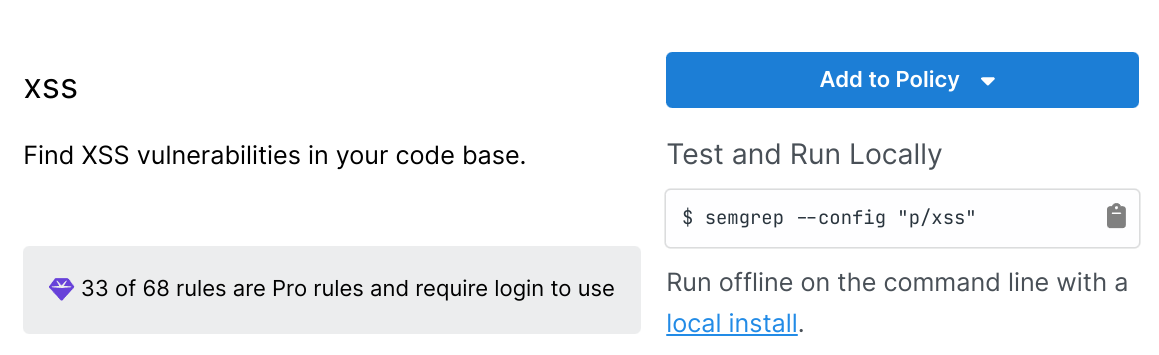 xss
Find XSS vulnerabilities in your code base.
33 of 68 rules are Pro rules and require login to use
Add to Policy
Test and Run Locally
$ semgrep --config "p/xss"
Run offline on the command line with a
local install.